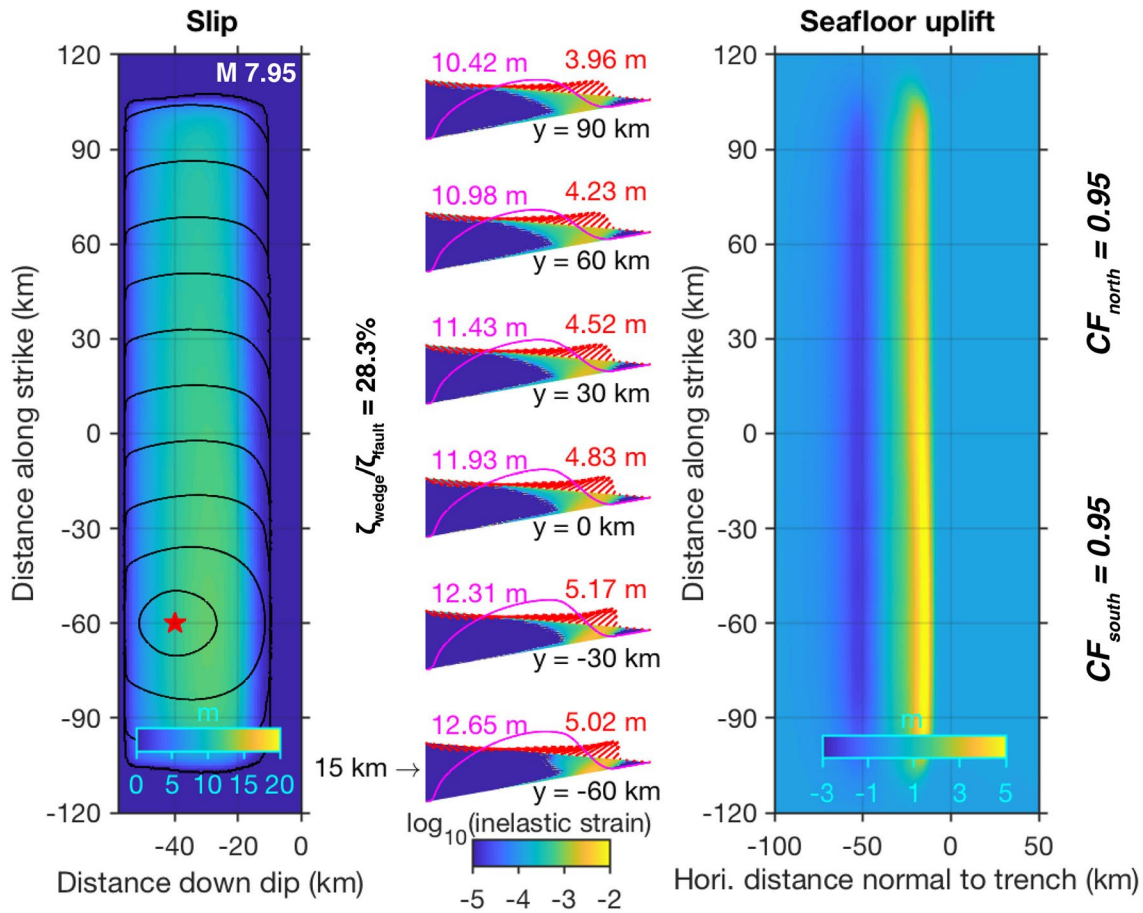 Slip
M 7.95
120
90
60
30
0
-30
-60
-90
-120
Distance along strike (km)
m
0 5 10 15 20
-40 -20 0
Distance down dip (km)
ζwedge/ζfault = 28.3%
10.42 m 3.96 m
y = 90 km
10.98 m 4.23 m
y = 60 km
11.43 m 4.52 m
y = 30 km
11.93 m 4.83 m
y = 0 km
12.31 m 5.17 m
y = -30 km
12.65 m 5.02 m
15 km →
y = -60 km
log10(inelastic strain)
-5 -4 -3 -2
Seafloor uplift
120
90
60
30
0
-30
-60
-90
-120
Distance along strike (km)
m
-3 -1 1 3 5
-100 -50 0 50
Hori. distance normal to trench (km)
CFnorth = 0.95
CFsouth = 0.95